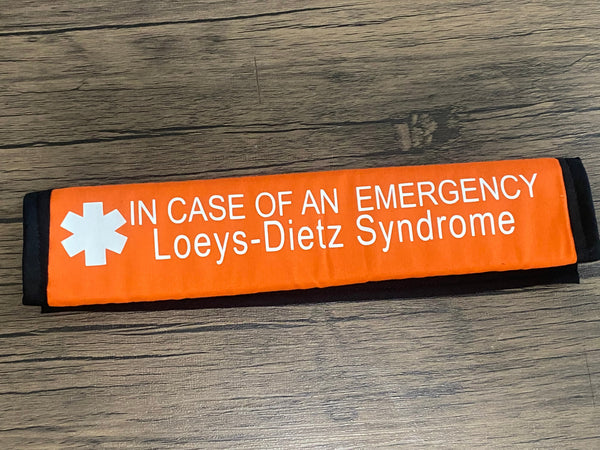 IN CASE OF AN EMERGENCY
Loeys-Dietz Syndrome